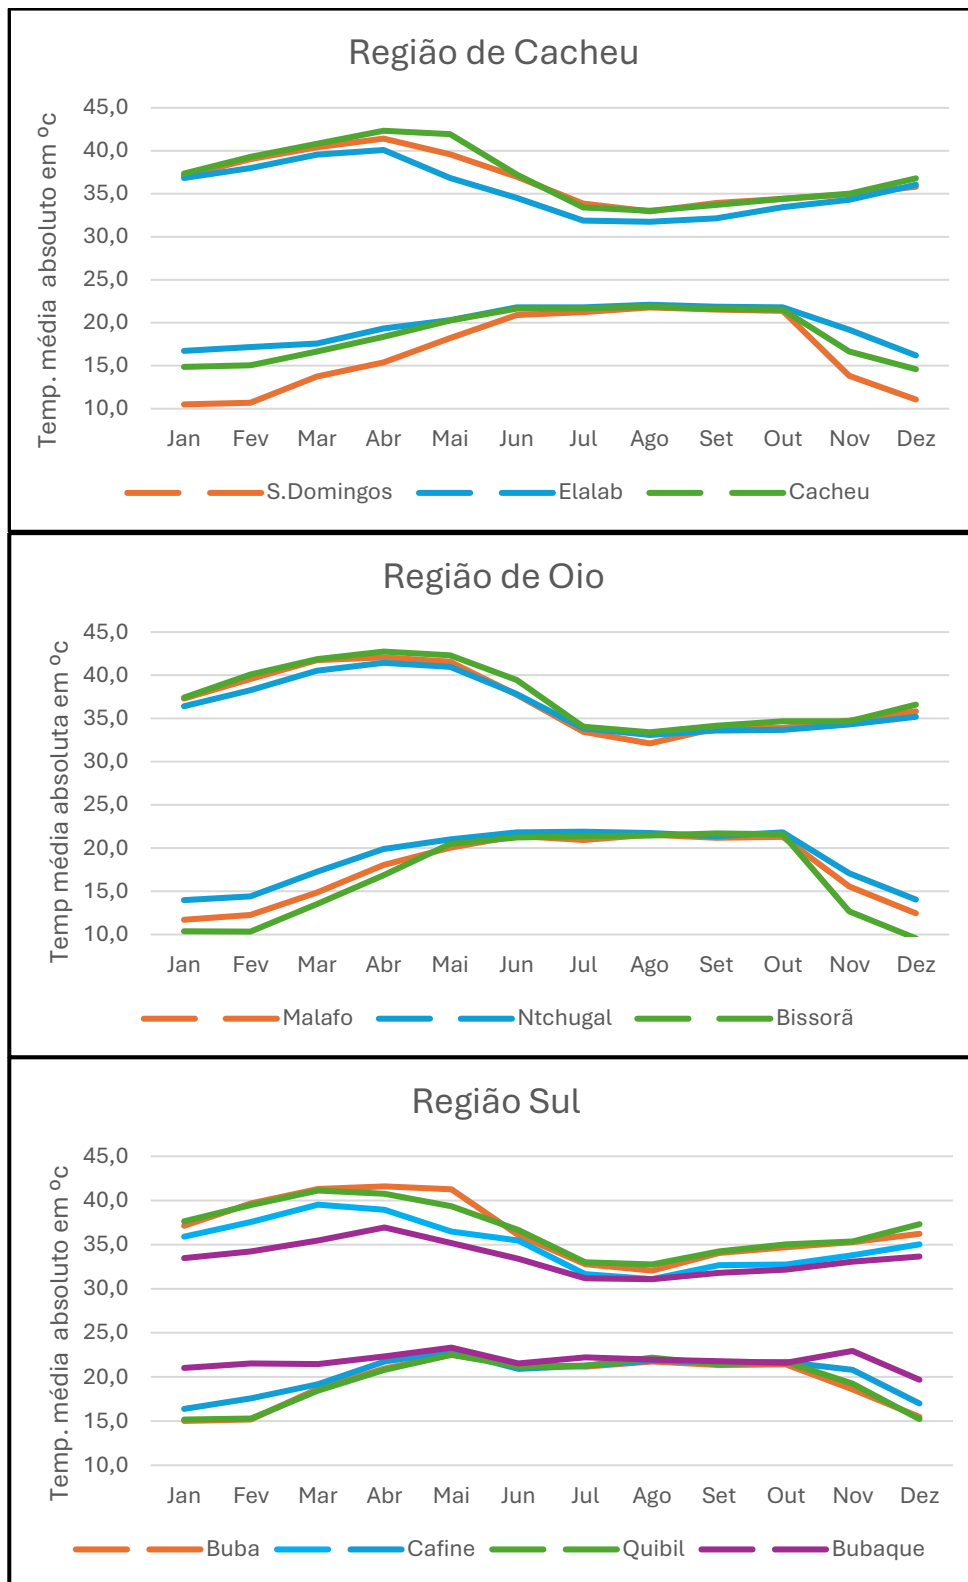 Região de Cacheu
Temp. média absoluto em ºc
45,0
40,0
35,0
30,0
25,0
20,0
15,0
10,0
Jan Fev Mar Abr Mai Jun Jul Ago Set Out Nov Dez
S.Domingos Elalab Cacheu
Região de Oio
Temp média absoluta em ºc
45,0
40,0
35,0
30,0
25,0
20,0
15,0
10,0
Jan Fev Mar Abr Mai Jun Jul Ago Set Out Nov Dez
Malafo Ntchugal Bissorã
Região Sul
Temp. média absoluto em ºc
45,0
40,0
35,0
30,0
25,0
20,0
15,0
10,0
Jan Fev Mar Abr Mai Jun Jul Ago Set Out Nov Dez
Buba Cafine Quibil Bubaque